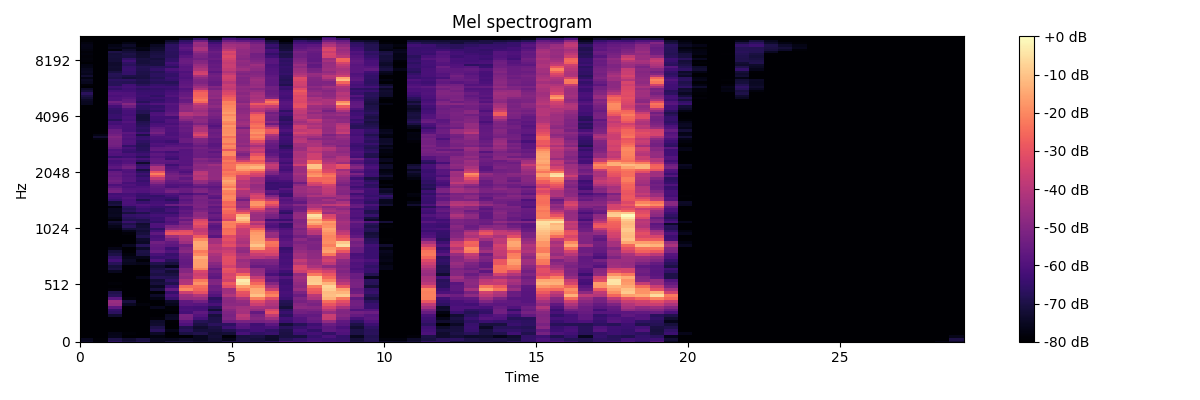 Mel spectrogram
8192
4096
2048
1024
512
0
Hz
0 5 10 15 20 25
Time
+0 dB
-10 dB
-20 dB
-30 dB
-40 dB
-50 dB
-60 dB
-70 dB
-80 dB